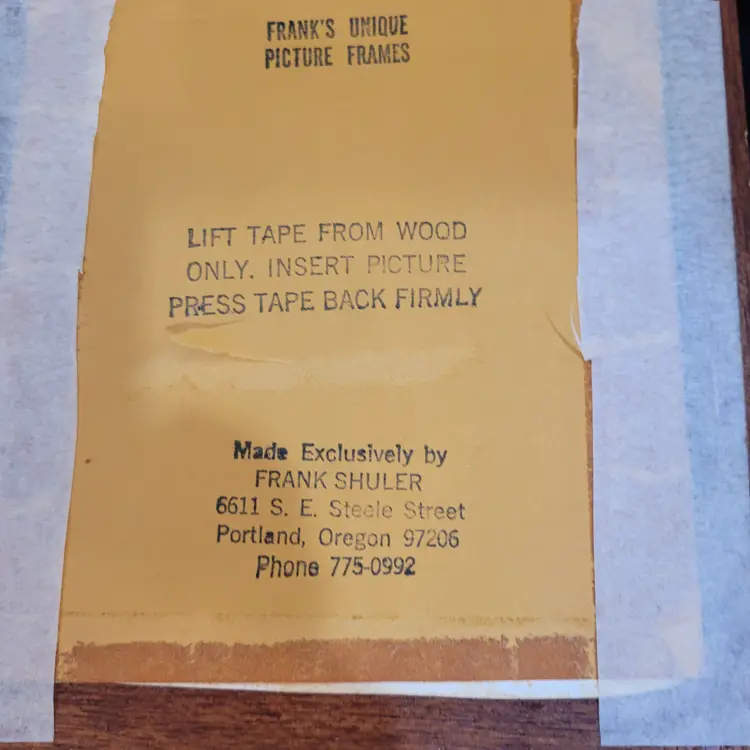 FRANK'S UNIQUE
PICTURE FRAMES
LIFT TAPE FROM WOOD
ONLY. INSERT PICTURE
PRESS TAPE BACK FIRMLY
Made Exclusively by
FRANK SHULER
6611 S. E. Steele Street
Portland, Oregon 97206
Phone 775-0992